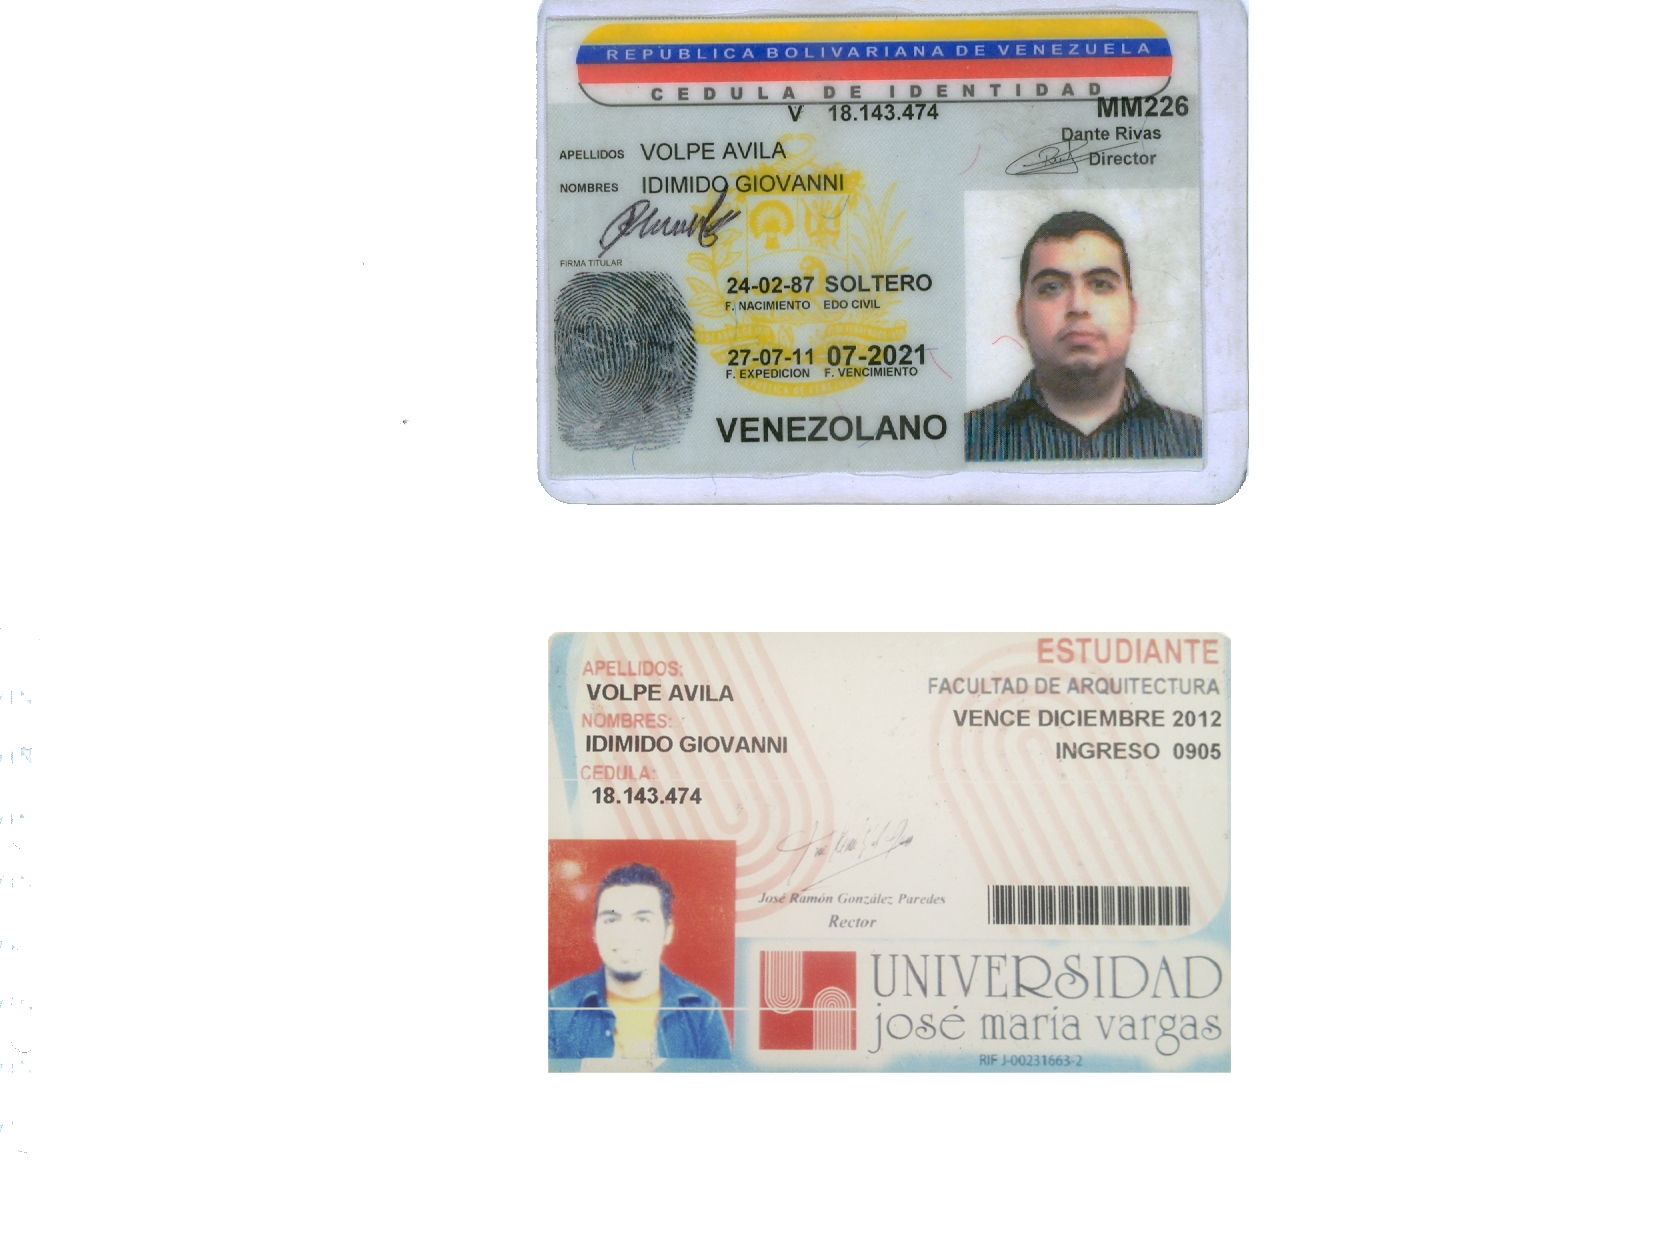 REPUBLICA BOLIVARIANA DE VENEZUELA
CEDULA DE IDENTIDAD
V 18.143.474
MM226
Dante Rivas
Director
APELLIDOS VOLPE AVILA
NOMBRES IDIMIDO GIOVANNI
FIRMA TITULAR
24-02-87 SOLTERO
F. NACIMIENTO EDO CIVIL
27-07-11 07-2021
F. EXPEDICION F. VENCIMIENTO
VENEZOLANO
ESTUDIANTE
FACULTAD DE ARQUITECTURA
VENCE DICIEMBRE 2012
INGRESO 0905
APELLIDOS:
VOLPE AVILA
NOMBRES:
IDIMIDO GIOVANNI
CEDULA:
18.143.474
José Ramón González Paredes
Rector
UNIVERSIDAD
josé maría vargas
RIF J-00231663-2